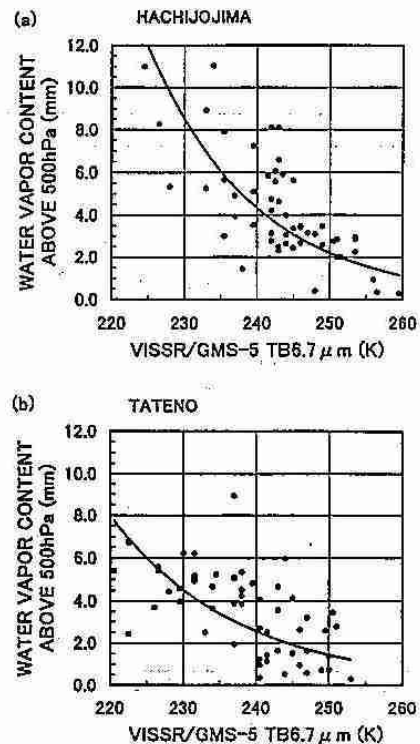 (a) HACHIJOJIMA
WATER VAPOR CONTENT
ABOVE 500hPa (mm)
12.0
10.0
8.0
6.0
4.0
2.0
0.0
220 230 240 250 260
VISSR/GMS-5 TB6.7 μm (K)
(b) TATENO
WATER VAPOR CONTENT
ABOVE 500hPa (mm)
12.0
10.0
8.0
6.0
4.0
2.0
0.0
220 230 240 250 260
VISSR/GMS-5 TB6.7 μm (K)